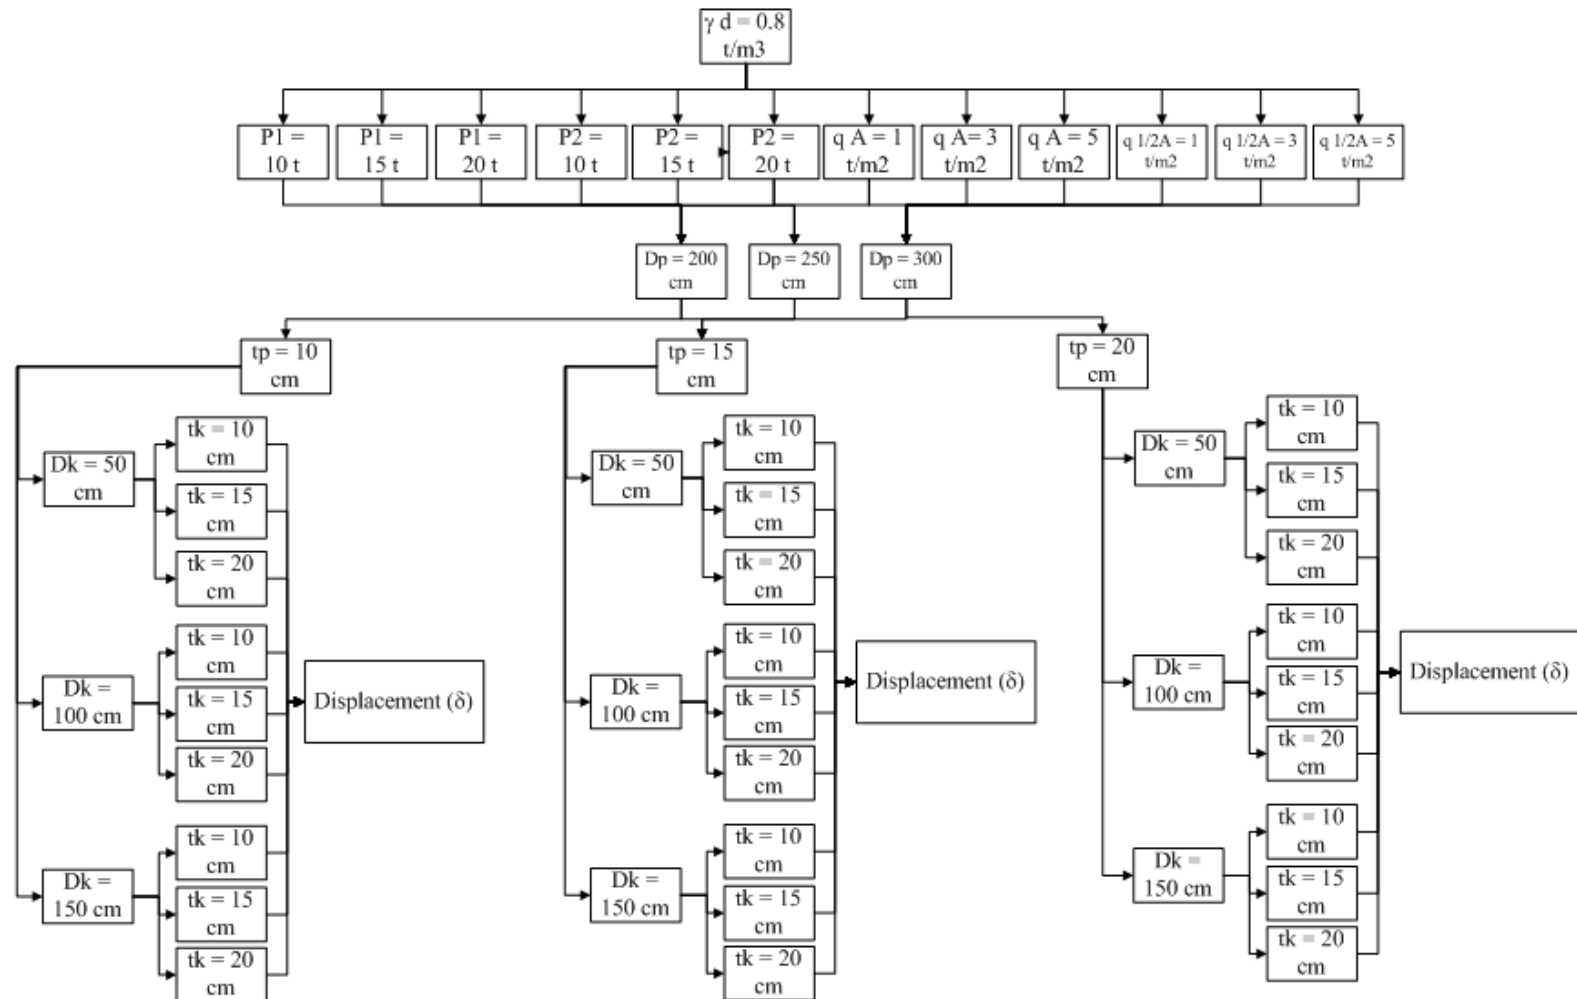 γ d = 0.8
t/m3
P1 =
10 t
P1 =
15 t
P1 =
20 t
P2 =
10 t
P2 =
15 t
P2 =
20 t
q A = 1
t/m2
q A= 3
t/m2
q A = 5
t/m2
q 1/2A = 1
t/m2
q 1/2A = 3
t/m2
q 1/2A = 5
t/m2
Dp = 200
cm
Dp = 250
cm
Dp = 300
cm
tp = 10
cm
tp = 15
cm
tp = 20
cm
Dk = 50
cm
tk = 10
cm
tk = 15
cm
tk = 20
cm
Dk =
100 cm
tk = 10
cm
tk = 15
cm
tk = 20
cm
Dk =
150 cm
tk = 10
cm
tk = 15
cm
tk = 20
cm
Displacement (δ)
Dk = 50
cm
tk = 10
cm
tk = 15
cm
tk = 20
cm
Dk =
100 cm
tk = 10
cm
tk = 15
cm
tk = 20
cm
Dk =
150 cm
tk = 10
cm
tk = 15
cm
tk = 20
cm
Displacement (δ)
Dk = 50
cm
tk = 10
cm
tk = 15
cm
tk = 20
cm
Dk =
100 cm
tk = 10
cm
tk = 15
cm
tk = 20
cm
Dk =
150 cm
tk = 10
cm
tk = 15
cm
tk = 20
cm
Displacement (δ)